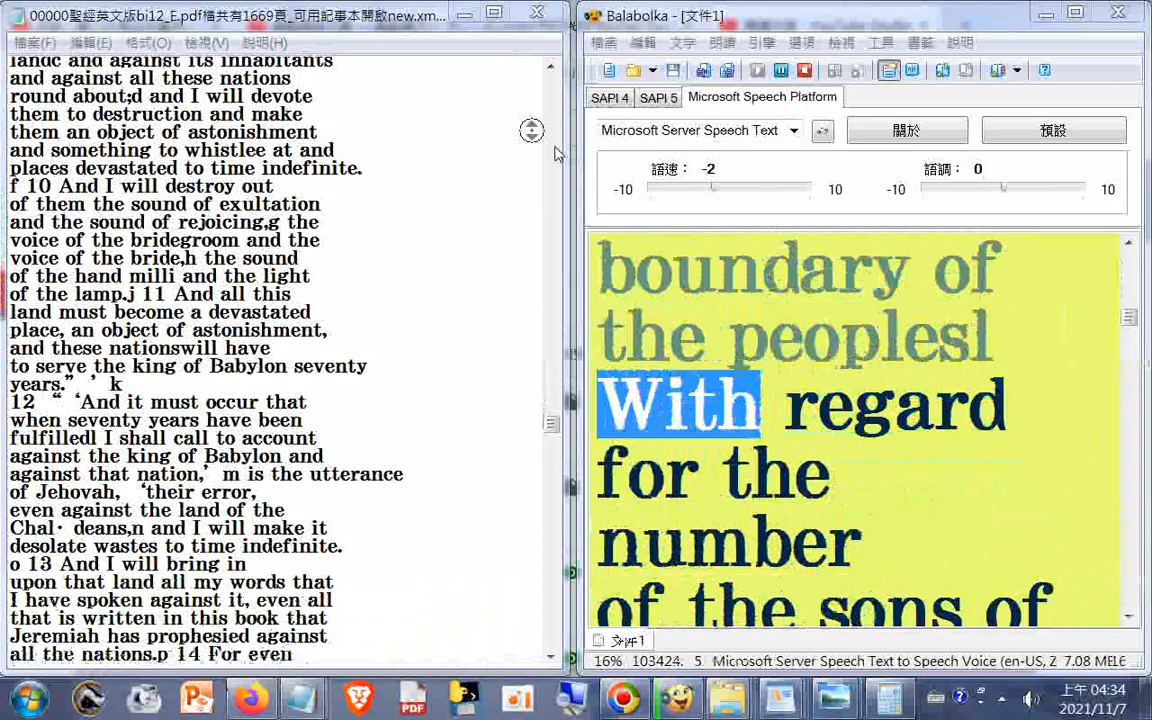 00000聖經英文版bi12_E.pdf檔共有1669頁_可用記事本開啟new.xm...
檔案(F) 編輯(E) 格式(O) 檢視(V) 說明(H)
landc and against its inhabitants
and against all these nations
round about;d and I will devote
them to destruction and make
them an object of astonishment
and something to whistlee at and
places devastated to time indefinite.
f 10 And I will destroy out
of them the sound of exultation
and the sound of rejoicing,g the
voice of the bridegroom and the
voice of the bride,h the sound
of the hand milli and the light
of the lamp.j 11 And all this
land must become a devastated
place, an object of astonishment,
and these nationswill have
to serve the king of Babylon seventy
years.” ’ k
12 “ ‘And it must occur that
when seventy years have been
fulfilledl I shall call to account
against the king of Babylon and
against that nation,’ m is the utterance
of Jehovah, ‘their error,
even against the land of the
Chal· deans,n and I will make it
desolate wastes to time indefinite.
o 13 And I will bring in
upon that land all my words that
I have spoken against it, even all
that is written in this book that
Jeremiah has prophesied against
all the nations.p 14 For even
Balabolka - [文件1]
檔案 編輯 文字 朗讀 引擎 選項 檢視 工具 書籤 說明
SAPI 4 SAPI 5 Microsoft Speech Platform
Microsoft Server Speech Text 關於 預設
語速: -2 語調: 0
-10 10 -10 10
boundary of
the peoplesl
With regard
for the
number
of the sons of
文件1
16% 103424. 5 Microsoft Server Speech Text to Speech Voice (en-US, Z 7.08 МБ
上午 04:34
2021/11/7